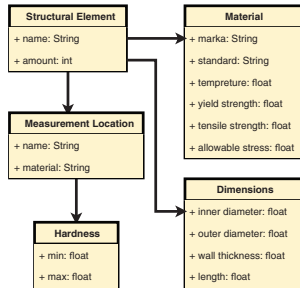 Structural Element
+ name: String
+ amount: int
Material
+ marka: String
+ standard: String
+ tempreture: float
+ yield strength: float
+ tensile strength: float
+ allowable stress: float
Measurement Location
+ name: String
+ material: String
Dimensions
+ inner diameter: float
+ outer diameter: float
+ wall thickness: float
+ length: float
Hardness
+ min: float
+ max: float